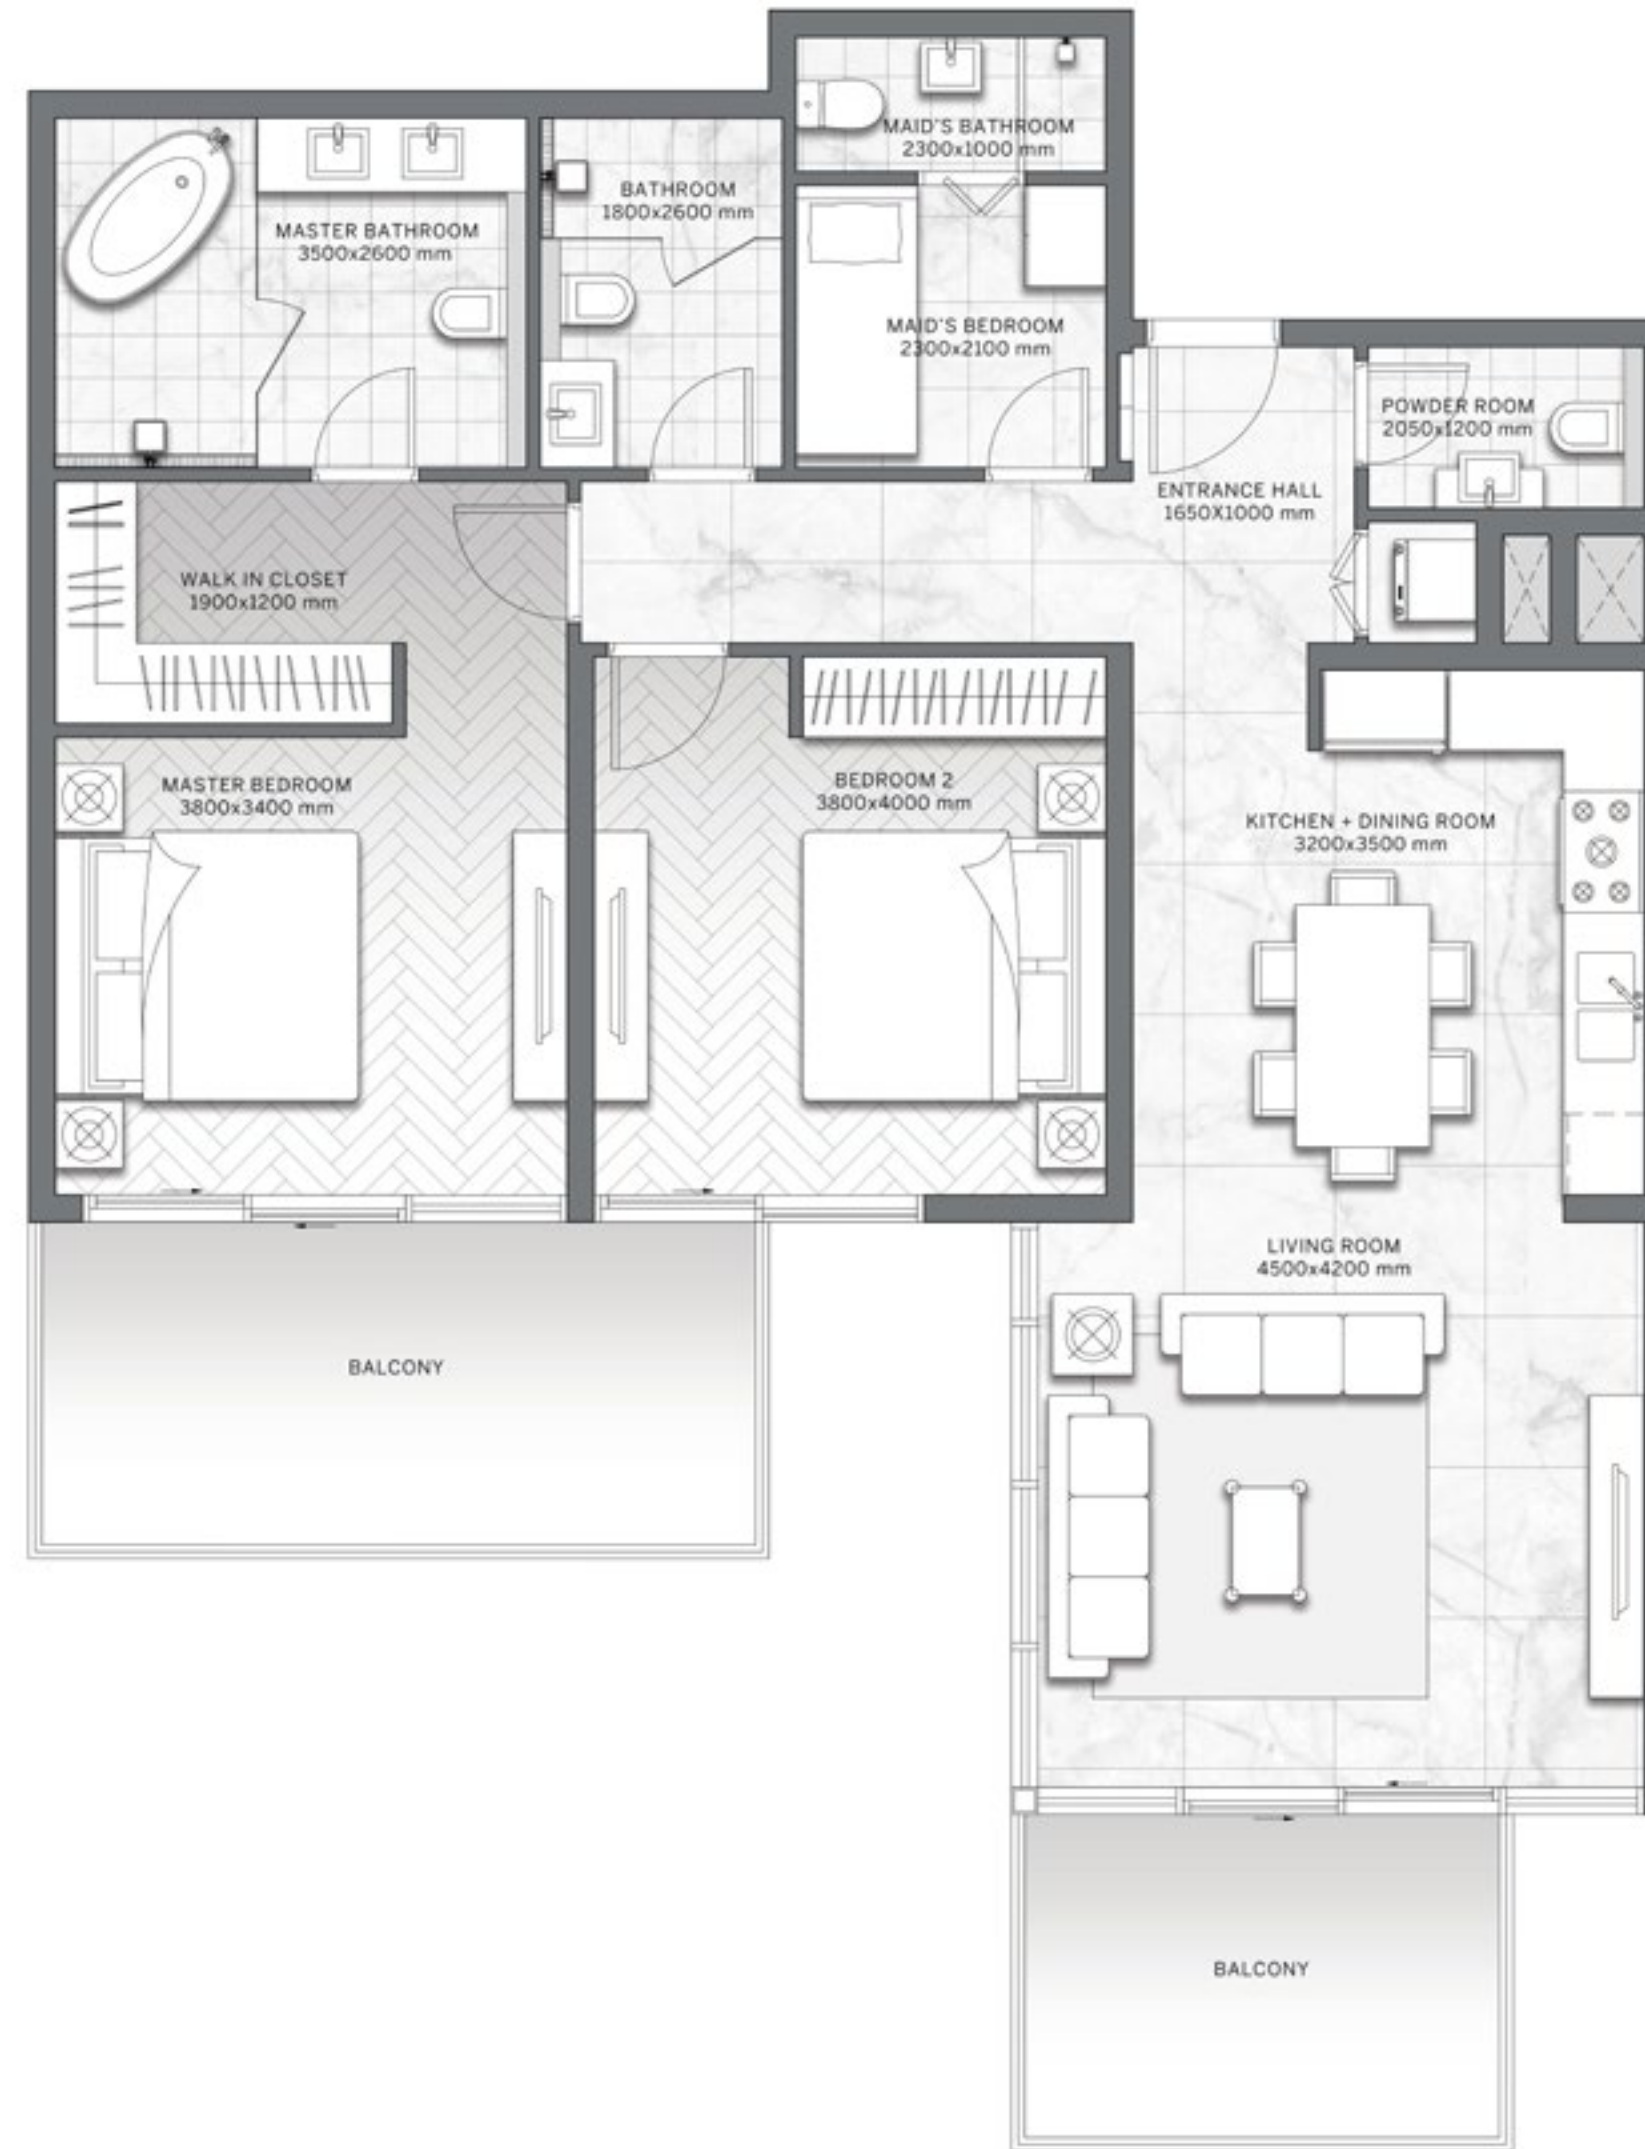 MAID'S BATHROOM
2300x1000 mm
BATHROOM
1800x2600 mm
MASTER BATHROOM
3500x2600 mm
MAID'S BEDROOM
2300x2100 mm
POWDER ROOM
2050x1200 mm
ENTRANCE HALL
1650X1000 mm
WALK IN CLOSET
1900x1200 mm
MASTER BEDROOM
3800x3400 mm
BEDROOM 2
3800x4000 mm
KITCHEN + DINING ROOM
3200x3500 mm
LIVING ROOM
4500x4200 mm
BALCONY
BALCONY